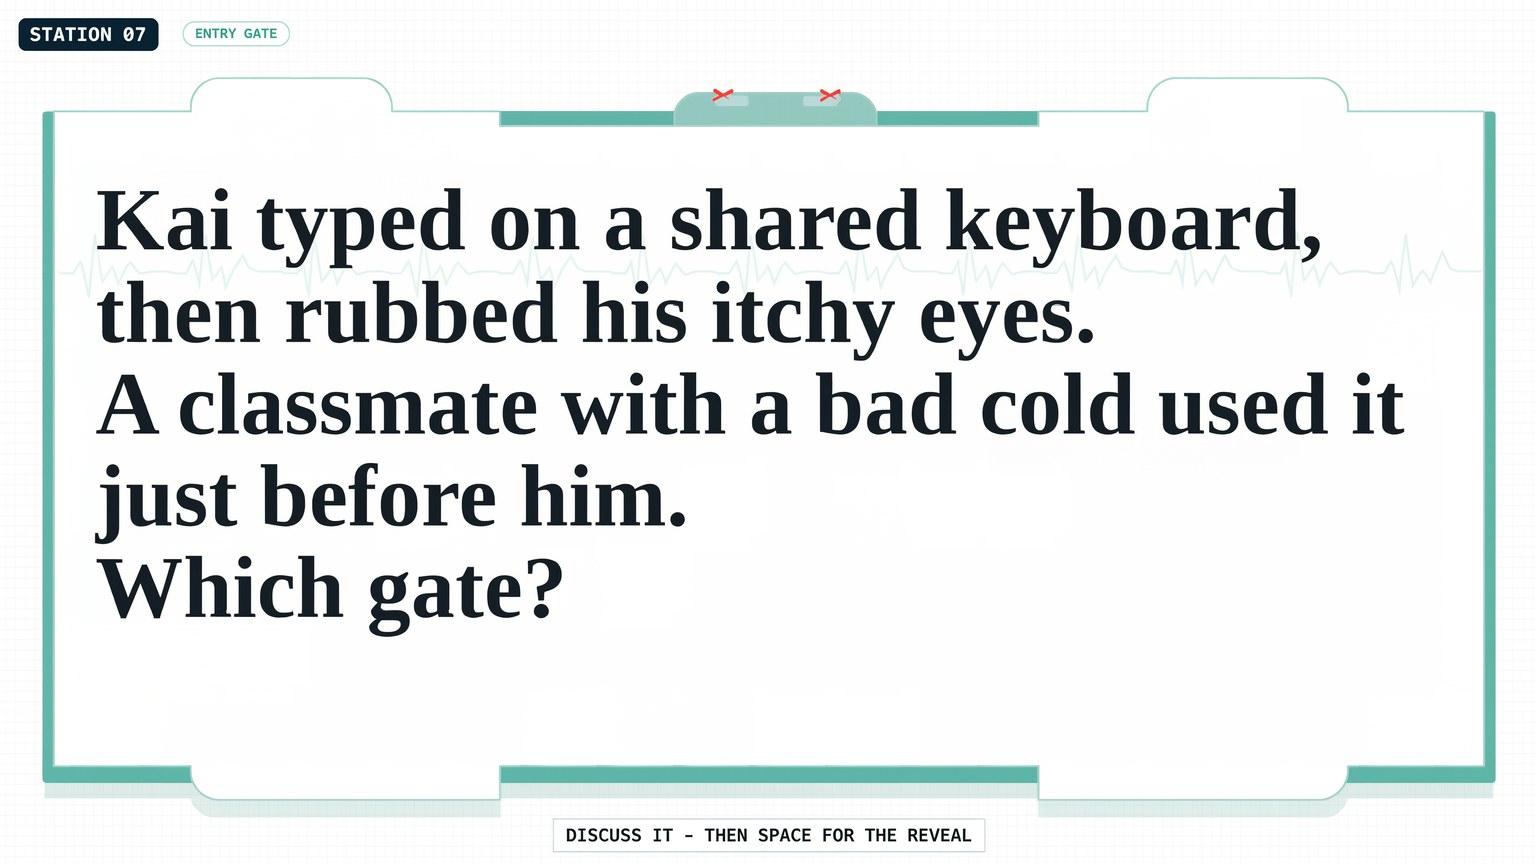 STATION 07
ENTRY GATE
Kai typed on a shared keyboard,
then rubbed his itchy eyes.
A classmate with a bad cold used it
just before him.
Which gate?
DISCUSS IT – THEN SPACE FOR THE REVEAL